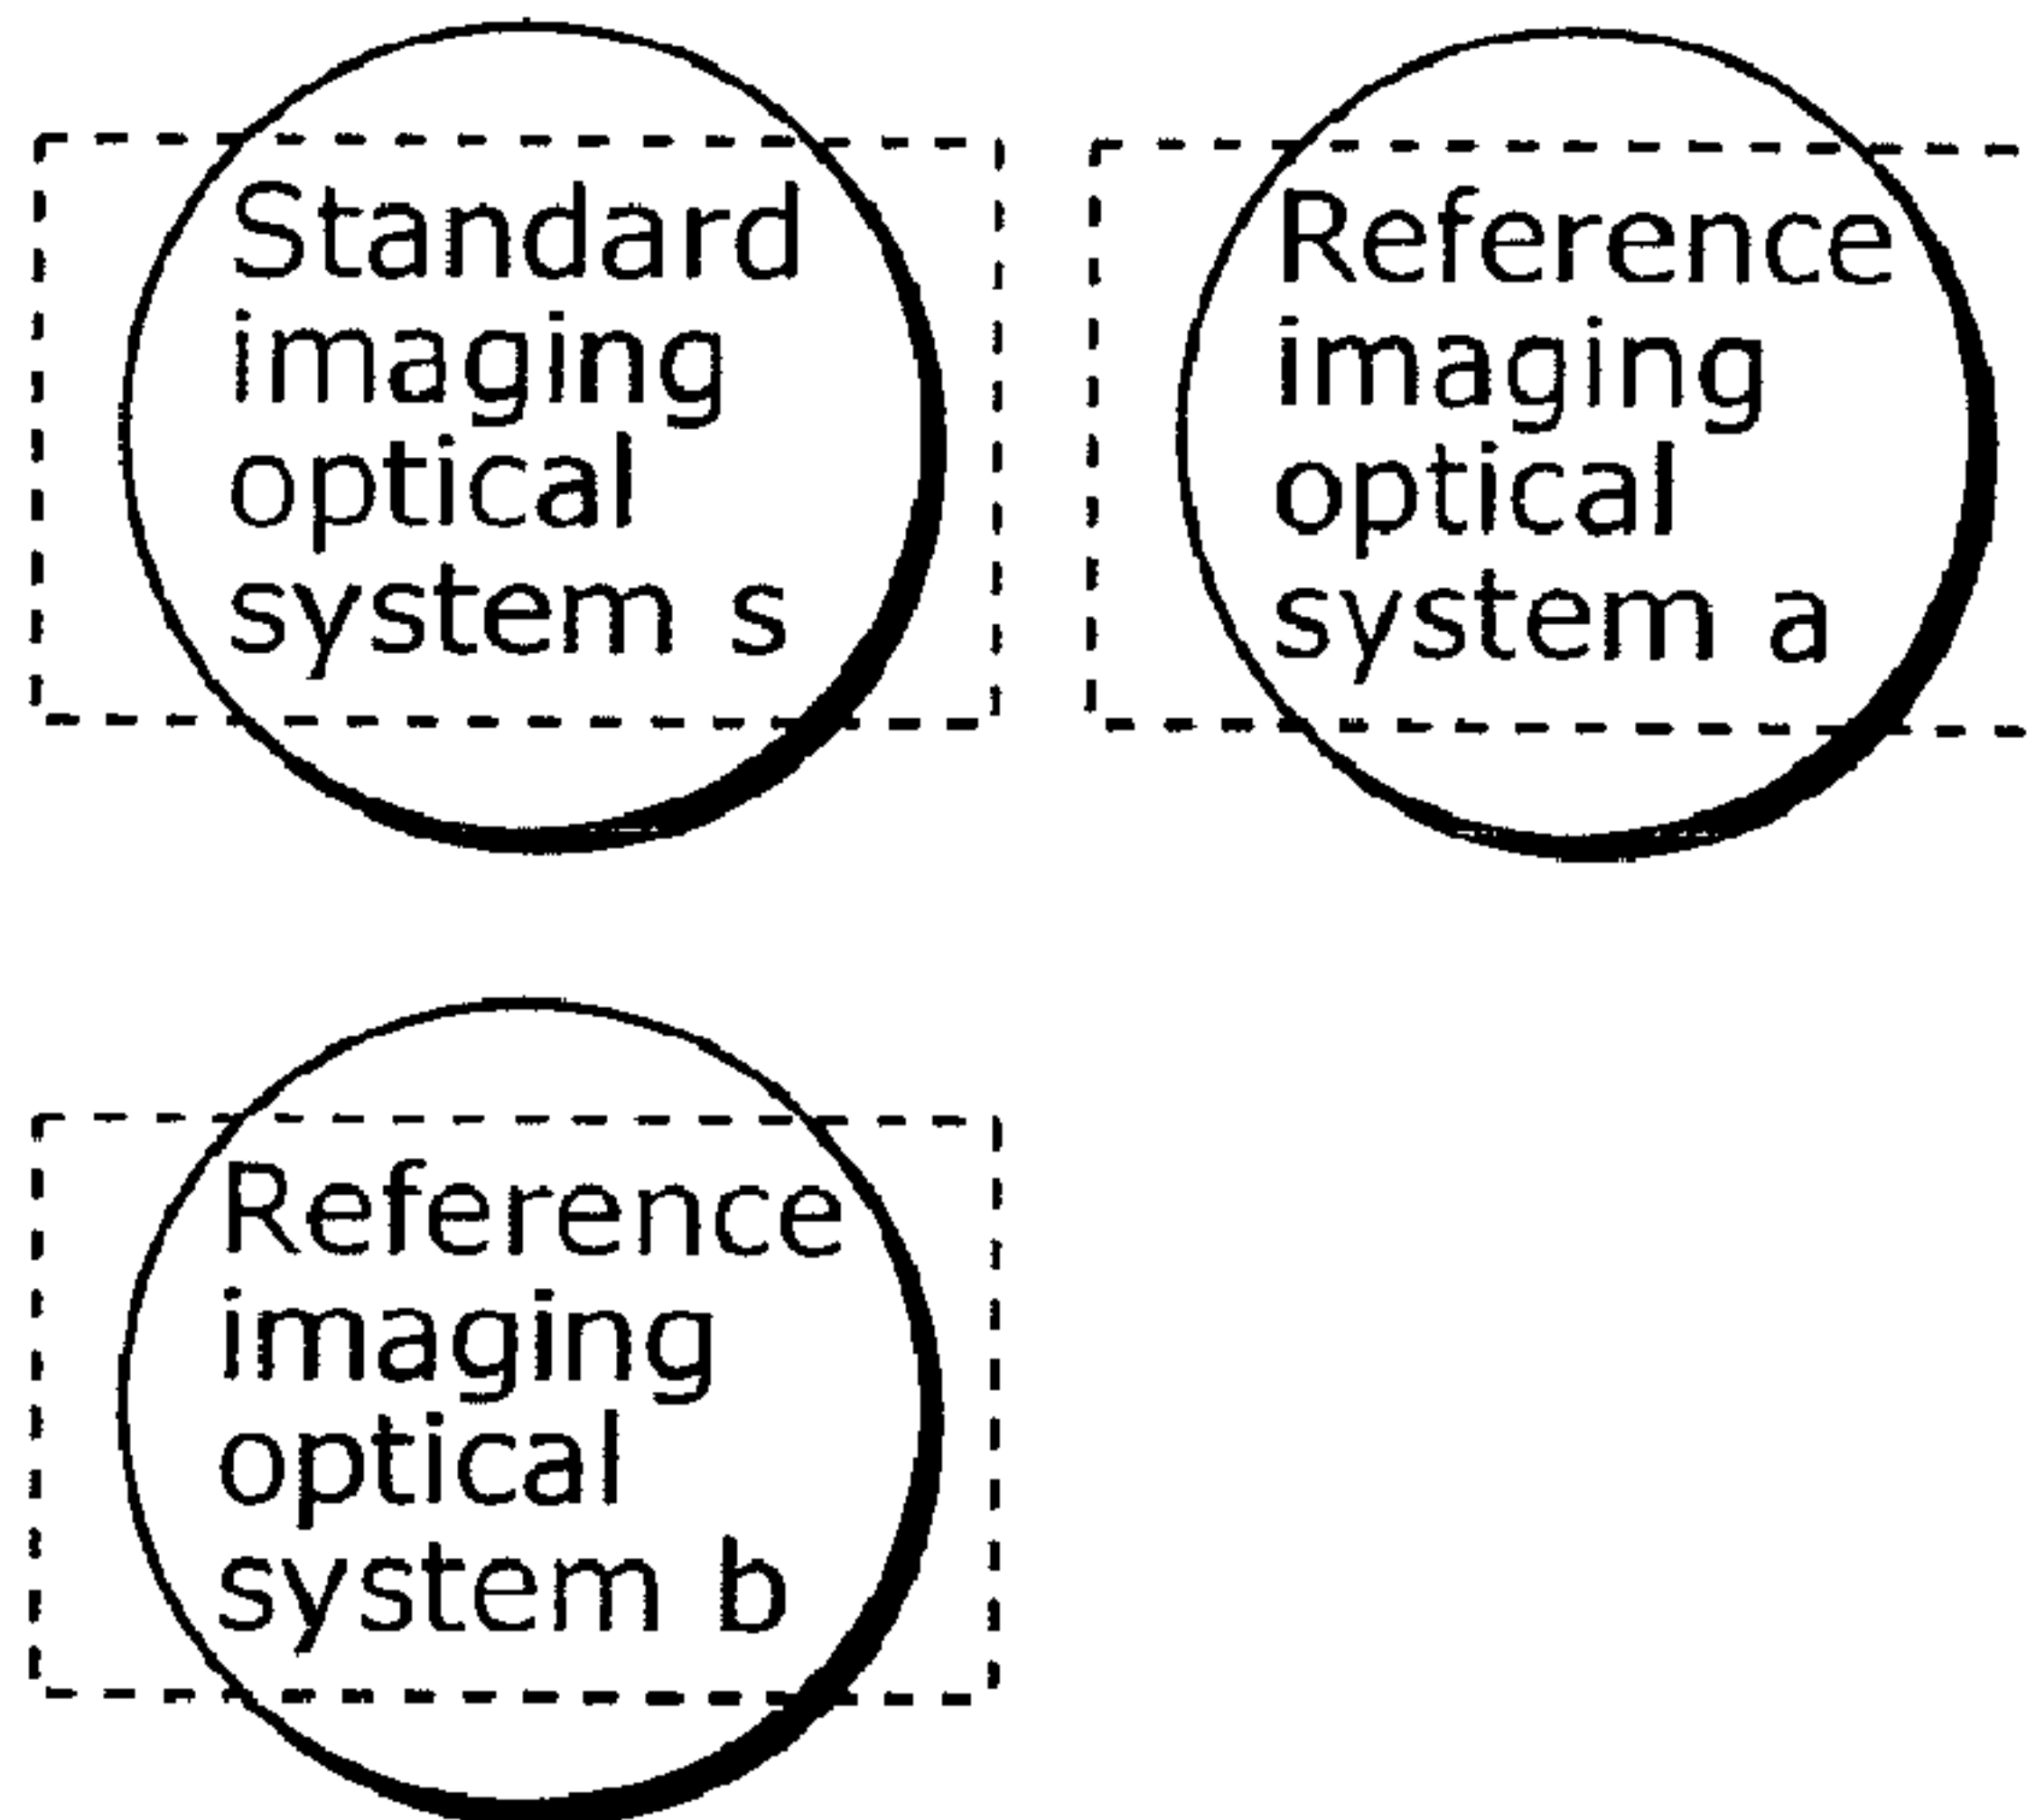 Standard
imaging
optical
system s
Reference
imaging
optical
system a
Reference
imaging
optical
system b